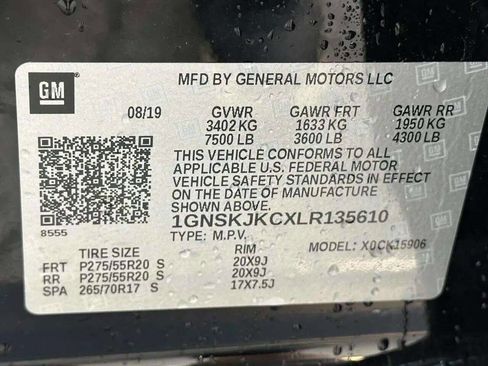 GM
MFD BY GENERAL MOTORS LLC
08/19 GVWR GAWR FRT GAWR RR
3402 KG 1633 KG 1950 KG
7500 LB 3600 LB 4300 LB
THIS VEHICLE CONFORMS TO ALL
APPLICABLE U.S. FEDERAL MOTOR
VEHICLE SAFETY STANDARDS IN EFFECT
ON THE DATE OF MANUFACTURE
SHOWN ABOVE.
1GNSKJKCXLR135610
8555
TYPE: M.P.V. MODEL: X0CK15906
TIRE SIZE RIM
FRT P275/55R20 S 20X9J
RR P275/55R20 S 20X9J
SPA 265/70R17 S 17X7.5J